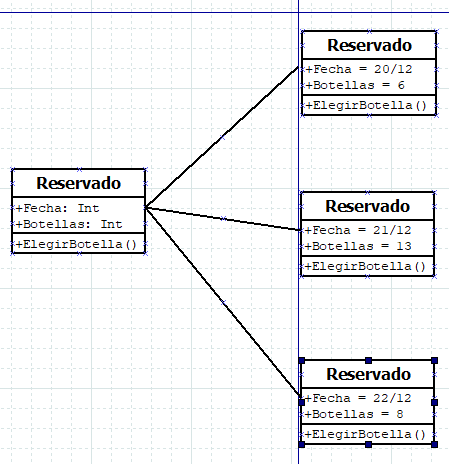 Reservado
+Fecha: Int
+Botellas: Int
+ElegirBotella()
Reservado
+Fecha = 20/12
+Botellas = 6
+ElegirBotella()
Reservado
+Fecha = 21/12
+Botellas = 13
+ElegirBotella()
Reservado
+Fecha = 22/12
+Botellas = 8
+ElegirBotella()